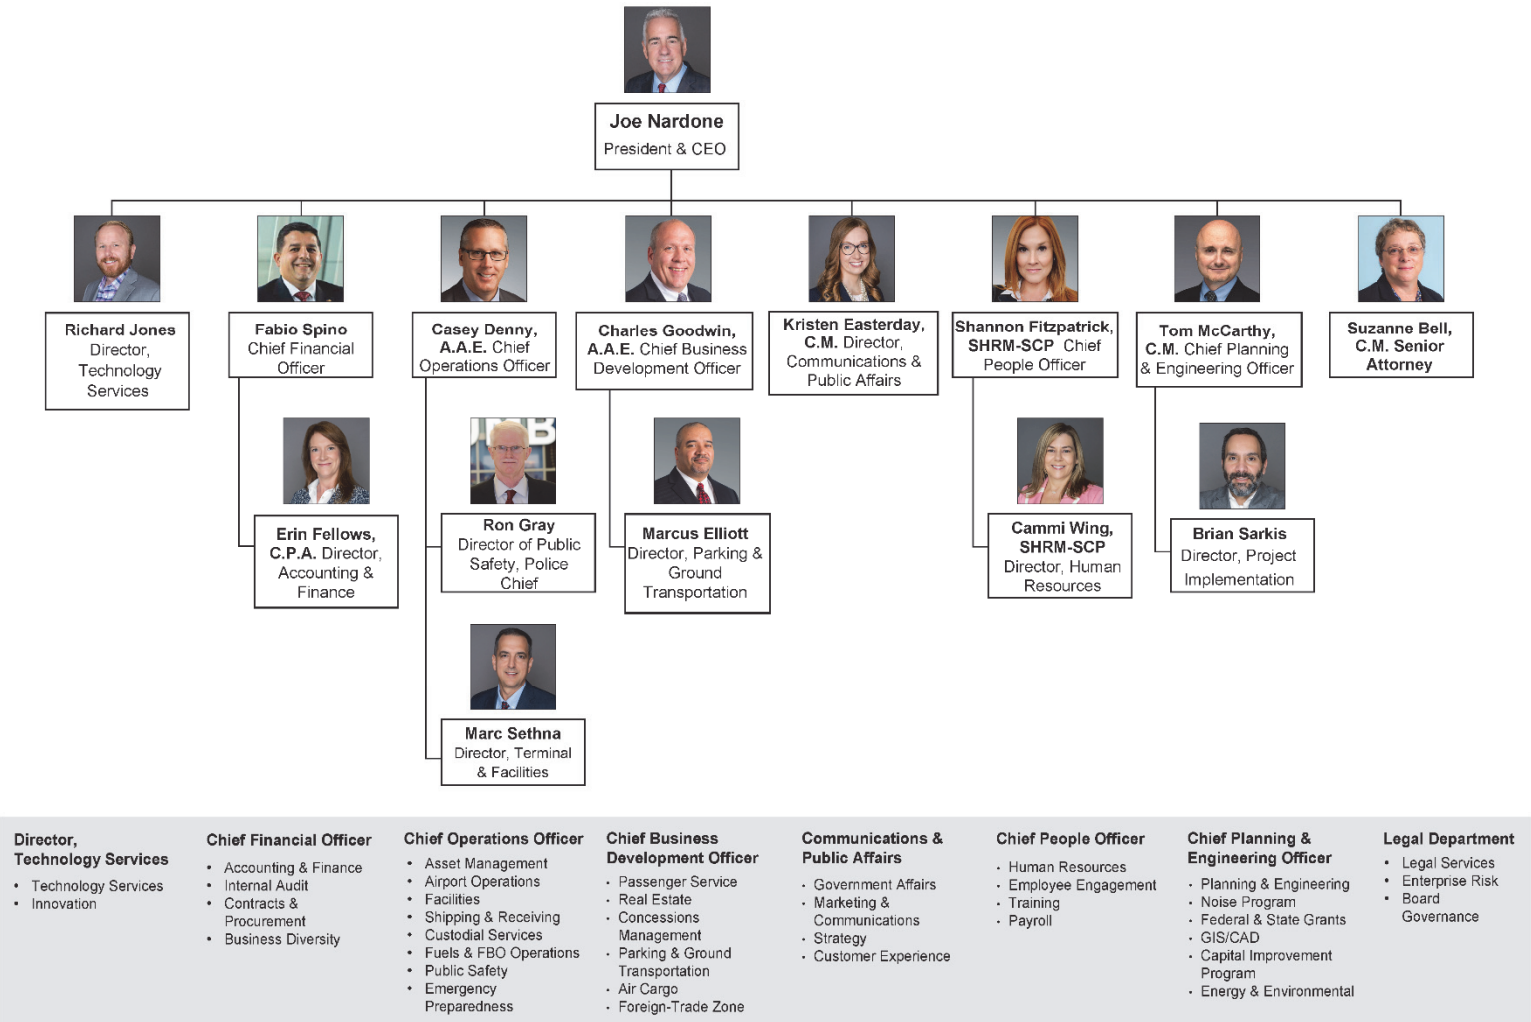 Joe Nardone
President & CEO
Richard Jones
Director,
Technology
Services
Fabio Spino
Chief Financial
Officer
Casey Denny,
A.A.E. Chief
Operations Officer
Charles Goodwin,
A.A.E. Chief Business
Development Officer
Kristen Easterday,
C.M. Director,
Communications &
Public Affairs
Shannon Fitzpatrick,
SHRM-SCP Chief
People Officer
Tom McCarthy,
C.M. Chief Planning
& Engineering Officer
Suzanne Bell,
C.M. Senior
Attorney
Erin Fellows,
C.P.A. Director,
Accounting &
Finance
Ron Gray
Director of Public
Safety, Police
Chief
Marcus Elliott
Director, Parking &
Ground
Transportation
Cammi Wing,
SHRM-SCP
Director, Human
Resources
Brian Sarkis
Director, Project
Implementation
Marc Sethna
Director, Terminal
& Facilities
Director,
Technology Services
• Technology Services
• Innovation
Chief Financial Officer
• Accounting & Finance
• Internal Audit
• Contracts &
Procurement
• Business Diversity
Chief Operations Officer
• Asset Management
• Airport Operations
• Facilities
• Shipping & Receiving
• Custodial Services
• Fuels & FBO Operations
• Public Safety
• Emergency
Preparedness
Chief Business
Development Officer
• Passenger Service
• Real Estate
• Concessions
Management
• Parking & Ground
Transportation
• Air Cargo
• Foreign-Trade Zone
Communications &
Public Affairs
• Government Affairs
• Marketing &
Communications
• Strategy
• Customer Experience
Chief People Officer
• Human Resources
• Employee Engagement
• Training
• Payroll
Chief Planning &
Engineering Officer
• Planning & Engineering
• Noise Program
• Federal & State Grants
• GIS/CAD
• Capital Improvement
Program
• Energy & Environmental
Legal Department
• Legal Services
• Enterprise Risk
• Board
Governance